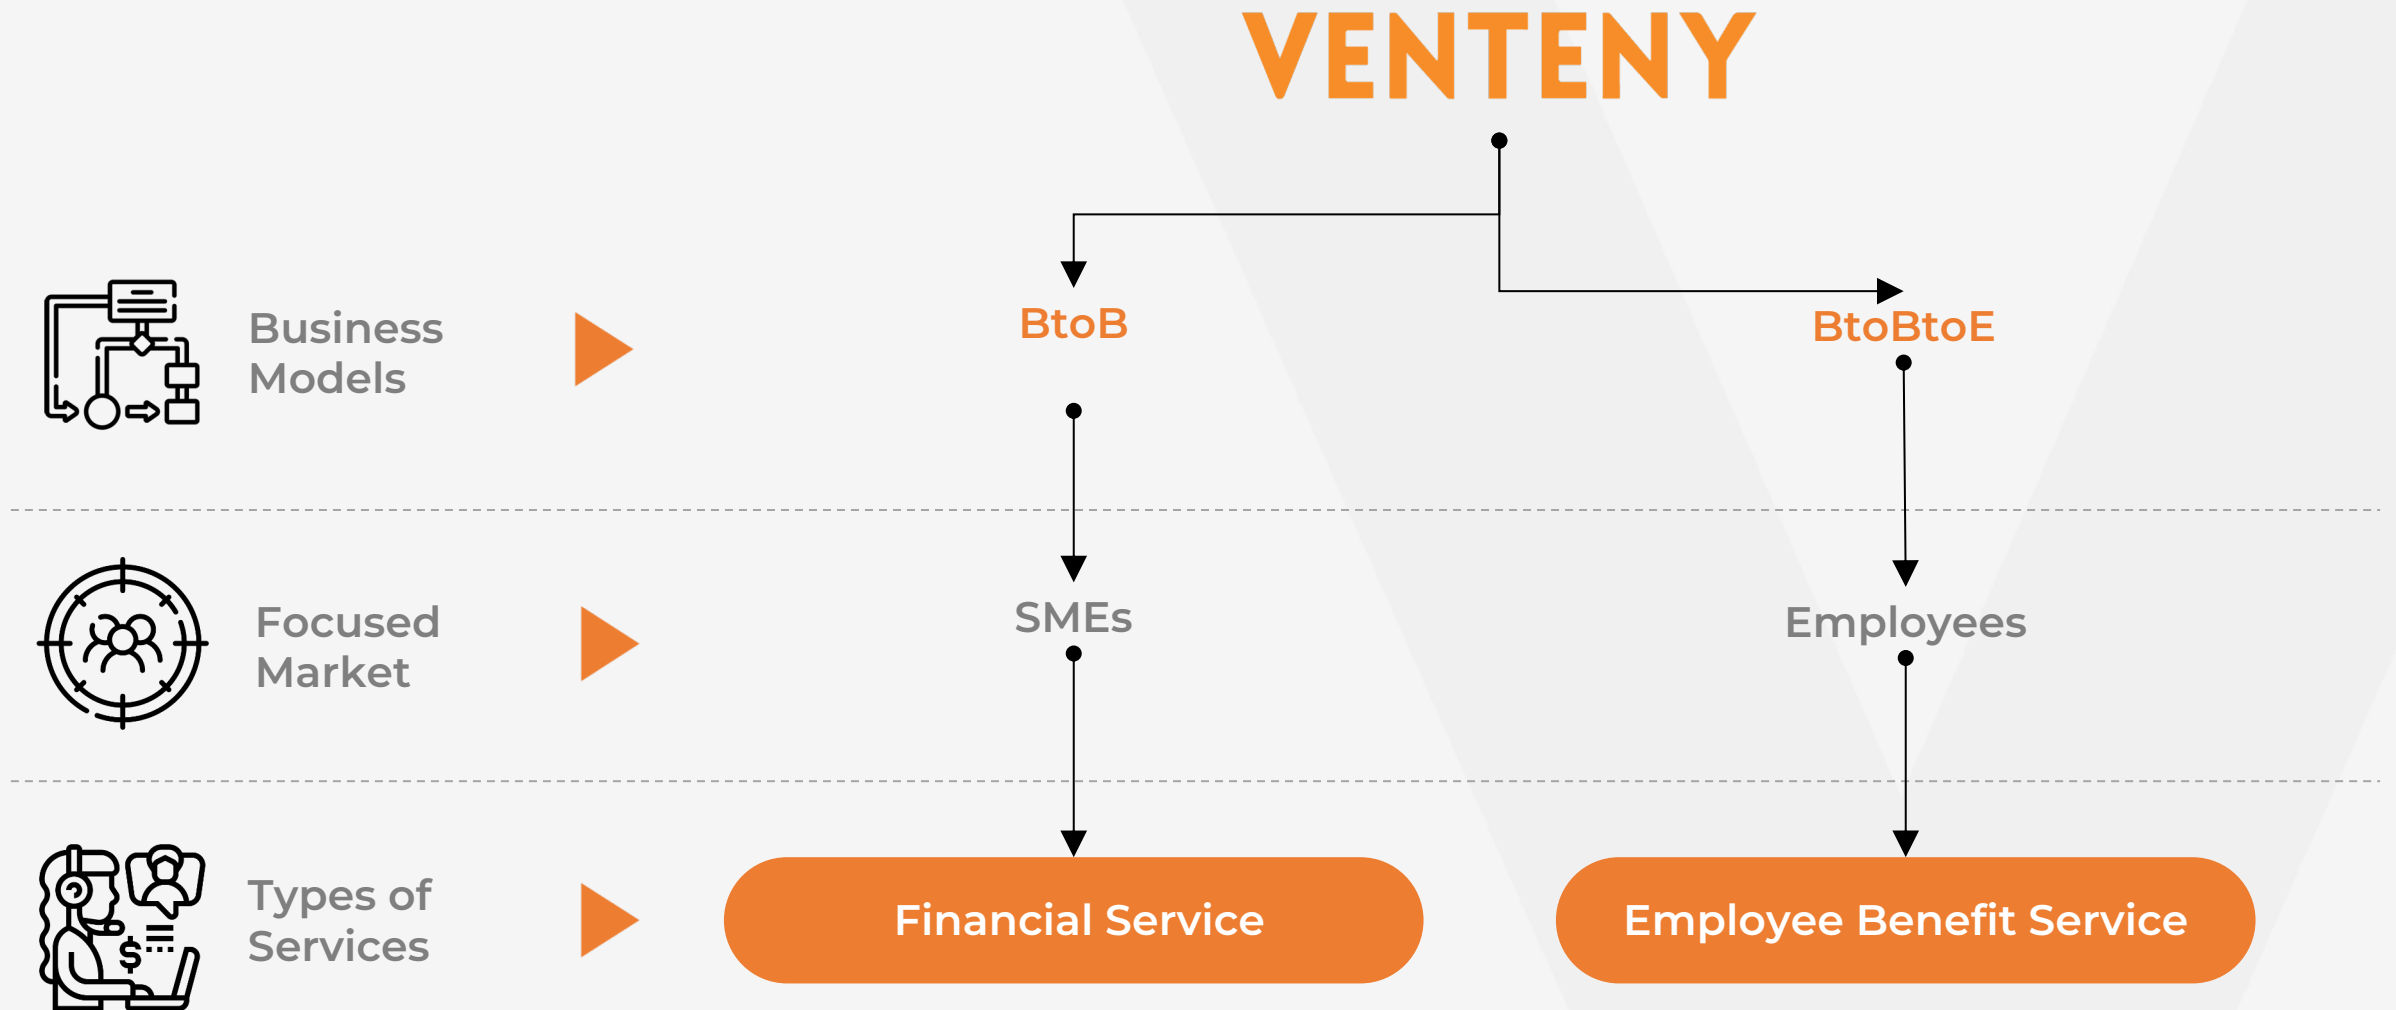 VENTENY
Business
Models
BtoB
BtoBtoE
Focused
Market
SMEs
Employees
Types of
Services
Financial Service
Employee Benefit Service